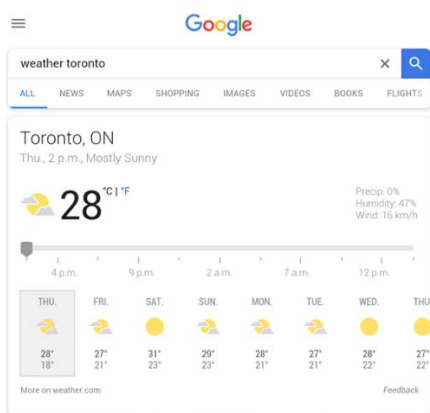 Google
weather toronto
ALL NEWS MAPS SHOPPING IMAGES VIDEOS BOOKS FLIGHTS
Toronto, ON
Thu., 2 p.m., Mostly Sunny
28 °C | °F
Precip: 0%
Humidity: 47%
Wind: 16 km/h
4 p.m. 9 p.m. 2 a.m. 7 a.m. 12 p.m.
THU. FRI. SAT. SUN. MON. TUE. WED. THU
28° 27° 31° 29° 28° 27° 28° 27°
18° 21° 23° 23° 21° 21° 22° 22°
More on weather.com Feedback